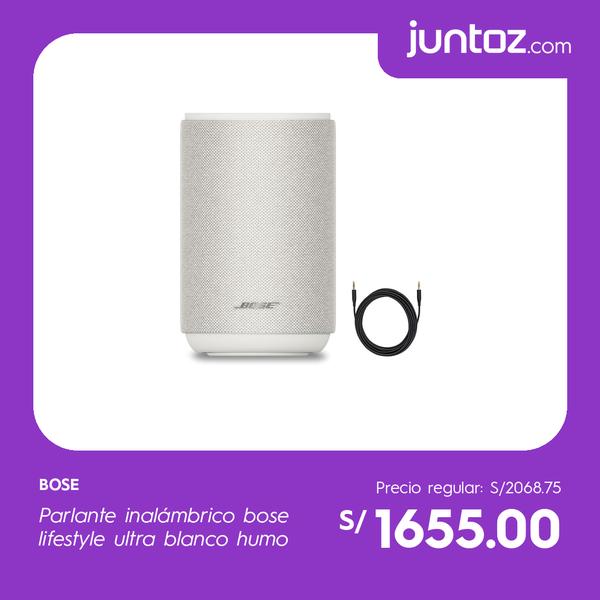 juntoz.com
BOSE
BOSE
Parlante inalámbrico bose
lifestyle ultra blanco humo
Precio regular: S/2068.75
S/ 1655.00